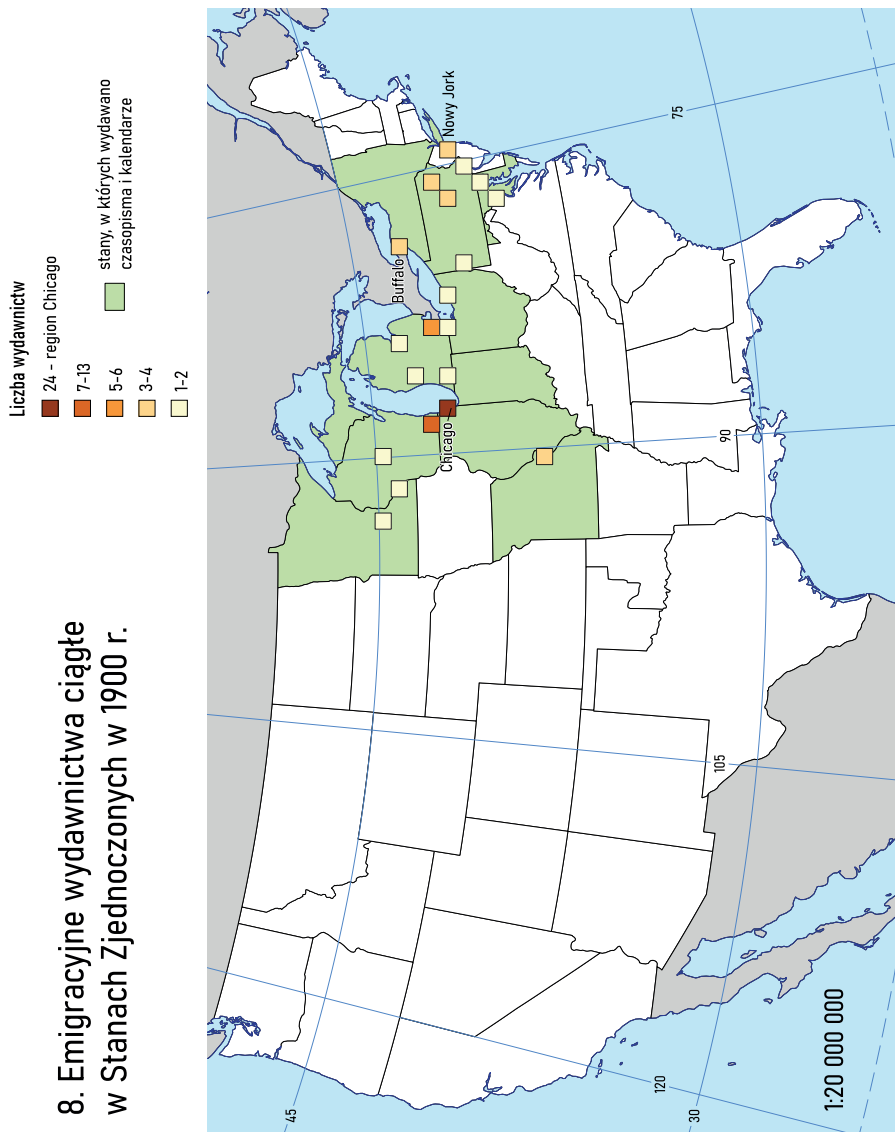 8. Emigracyjne wydawnictwa ciągłe
w Stanach Zjednoczonych w 1900 r.
Liczba wydawnictw
24 – region Chicago
7–13
5–6
3–4
1–2
stany, w których wydawano
czasopisma i kalendarze
Buffalo
Nowy Jork
Chicago
45
30
120
105
90
75
1:20 000 000